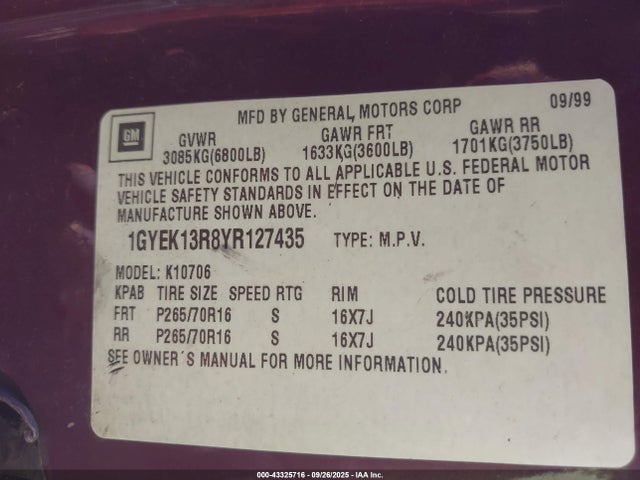 MFD BY GENERAL MOTORS CORP 09/99
GM
GVWR GAWR FRT GAWR RR
3085KG(6800LB) 1633KG(3600LB) 1701KG(3750LB)
THIS VEHICLE CONFORMS TO ALL APPLICABLE U.S. FEDERAL MOTOR
VEHICLE SAFETY STANDARDS IN EFFECT ON THE DATE OF
MANUFACTURE SHOWN ABOVE.
1GYEK13R8YR127435 TYPE: M.P.V.
MODEL: K10706
KPAB TIRE SIZE SPEED RTG RIM COLD TIRE PRESSURE
FRT P265/70R16 S 16X7J 240KPA(35PSI)
RR P265/70R16 S 16X7J 240KPA(35PSI)
SEE OWNER'S MANUAL FOR MORE INFORMATION.
000-43325716 - 09/26/2025 - IAA Inc.